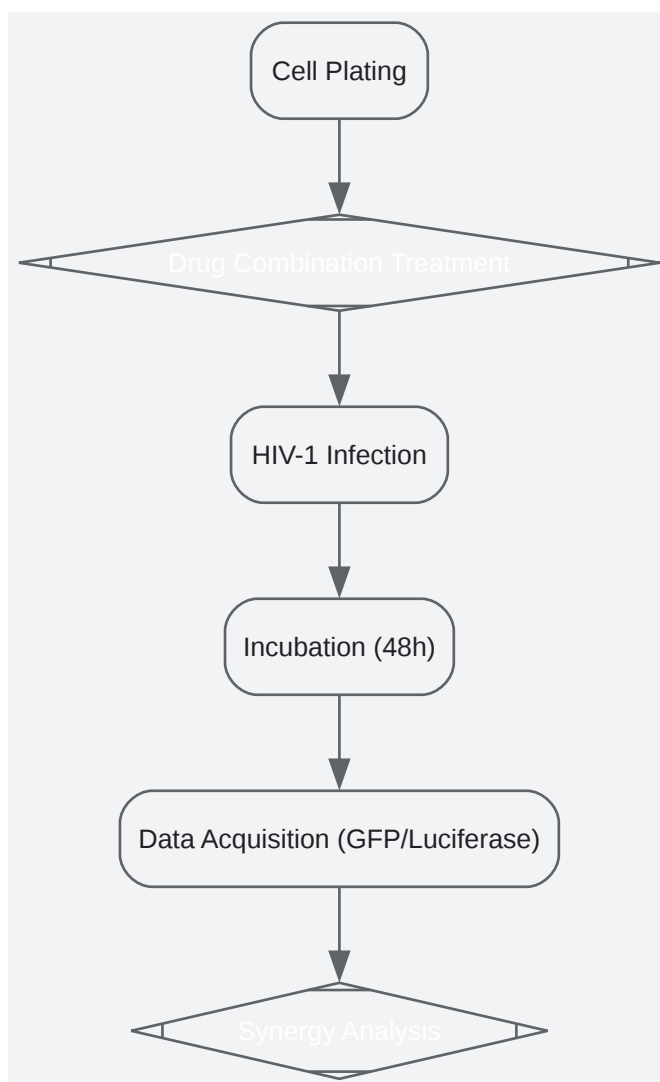 Cell Plating
Drug Combination Treatment
HIV-1 Infection
Incubation (48h)
Data Acquisition (GFP/Luciferase)
Synergy Analysis